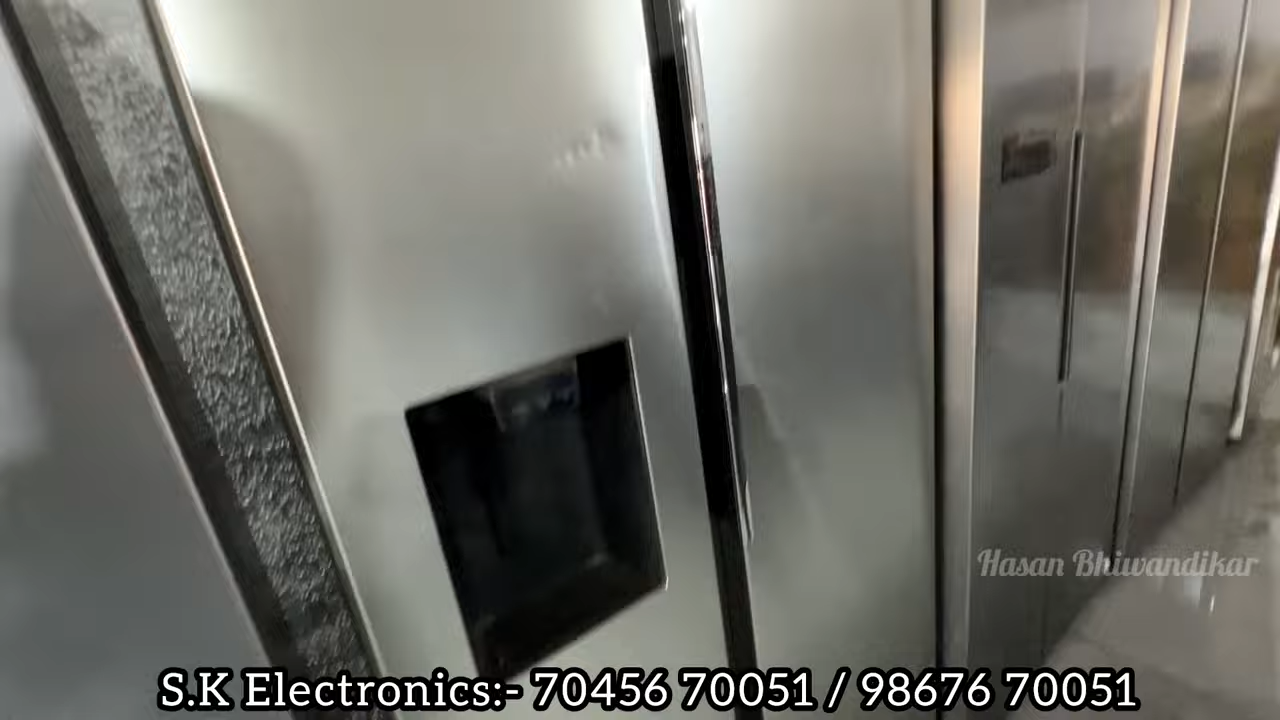 Hasan Bhiwandikar
S.K Electronics:- 70456 70051 / 98676 70051